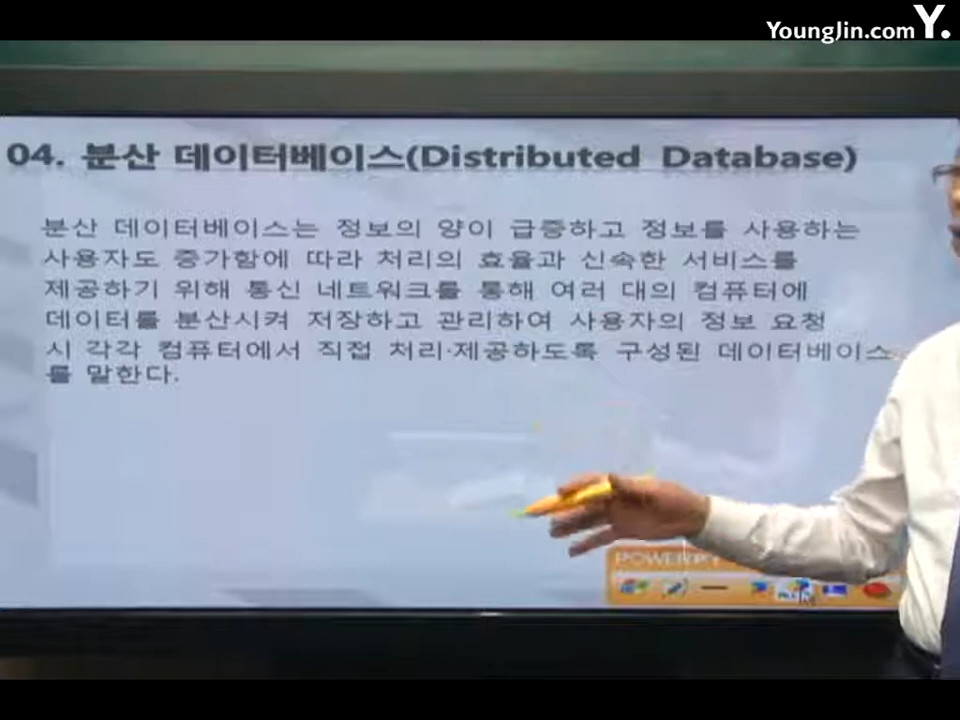 YoungJin.com Y.
04. 분산 데이터베이스(Distributed Database)
분산 데이터베이스는 정보의 양이 급증하고 정보를 사용하는
사용자도 증가함에 따라 처리의 효율과 신속한 서비스를
제공하기 위해 통신 네트워크를 통해 여러 대의 컴퓨터에
데이터를 분산시켜 저장하고 관리하여 사용자의 정보 요청
시 각각 컴퓨터에서 직접 처리·제공하도록 구성된 데이터베이스
를 말한다.